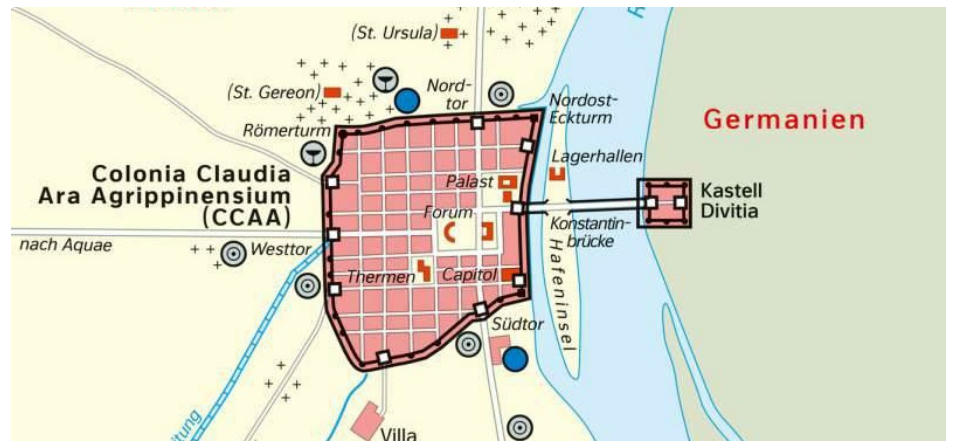 (St. Ursula)
(St. Gereon)
Nord-
tor
Nordost-
Eckturm
Römerturm
Germanien
Lagerhallen
Colonia Claudia
Ara Agrippinensium
(CCAA)
Palast
Kastell
Divitia
Forum
Konstantin-
brücke
nach Aquae
Westtor
Hafeninsel
Thermen
Capitol
Südtor
Villa